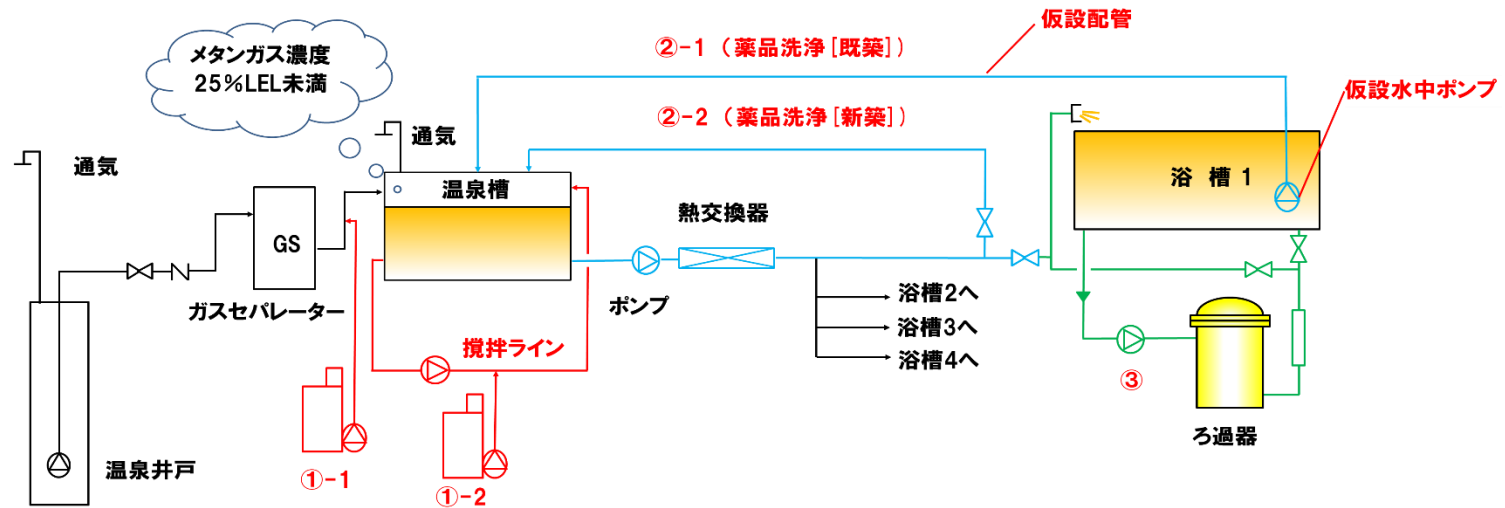 仮設配管
②-1（薬品洗浄[既築]）
メタンガス濃度
25%LEL未満
仮設水中ポンプ
②-2（薬品洗浄[新築]）
通気
通気
温泉槽
浴 槽 1
熱交換器
GS
ガスセパレーター
ポンプ
浴槽2へ
浴槽3へ
浴槽4へ
撹拌ライン
③
ろ過器
温泉井戸
①-1
①-2